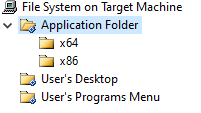 File System on Target Machine
Application Folder
x64
x86
User's Desktop
User's Programs Menu